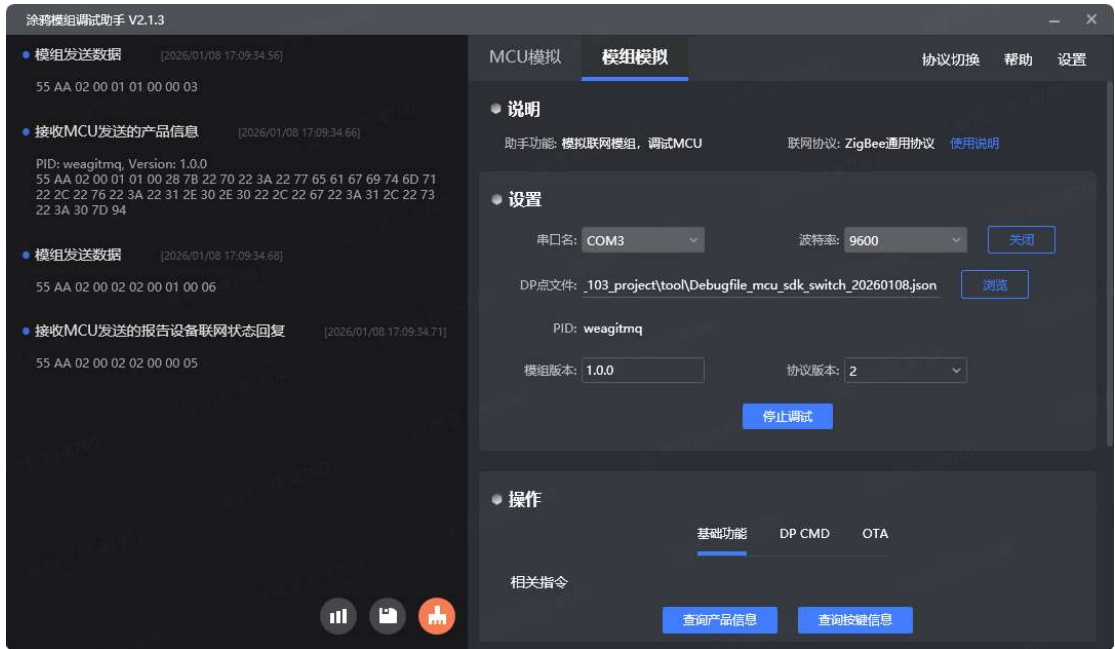 涂鸦模组调试助手 V2.1.3
模组发送数据 [2026/01/08 17:09:34.56]
55 AA 02 00 01 01 00 00 03
接收MCU发送的产品信息 [2026/01/08 17:09:34.66]
PID: weagitmq, Version: 1.0.0
55 AA 02 00 01 01 00 28 7B 22 70 22 3A 22 77 65 61 67 69 74 6D 71
22 2C 22 76 22 3A 22 31 2E 30 2E 30 22 2C 22 67 22 3A 31 2C 22 73
22 3A 30 7D 94
模组发送数据 [2026/01/08 17:09:34.68]
55 AA 02 00 02 02 00 01 00 06
接收MCU发送的报告设备联网状态回复 [2026/01/08 17:09:34.71]
55 AA 02 00 02 02 00 00 05
MCU模拟 模组模拟 协议切换 帮助 设置
说明
助手功能: 模拟联网模组，调试MCU 联网协议: ZigBee通用协议 使用说明
设置
串口名: COM3 波特率: 9600 关闭
DP点文件: _103_project\tool\Debugfile_mcu_sdk_switch_20260108.json 浏览
PID: weagitmq
模组版本: 1.0.0 协议版本: 2
停止调试
操作
基础功能 DP CMD OTA
相关指令
查询产品信息 查询按键信息